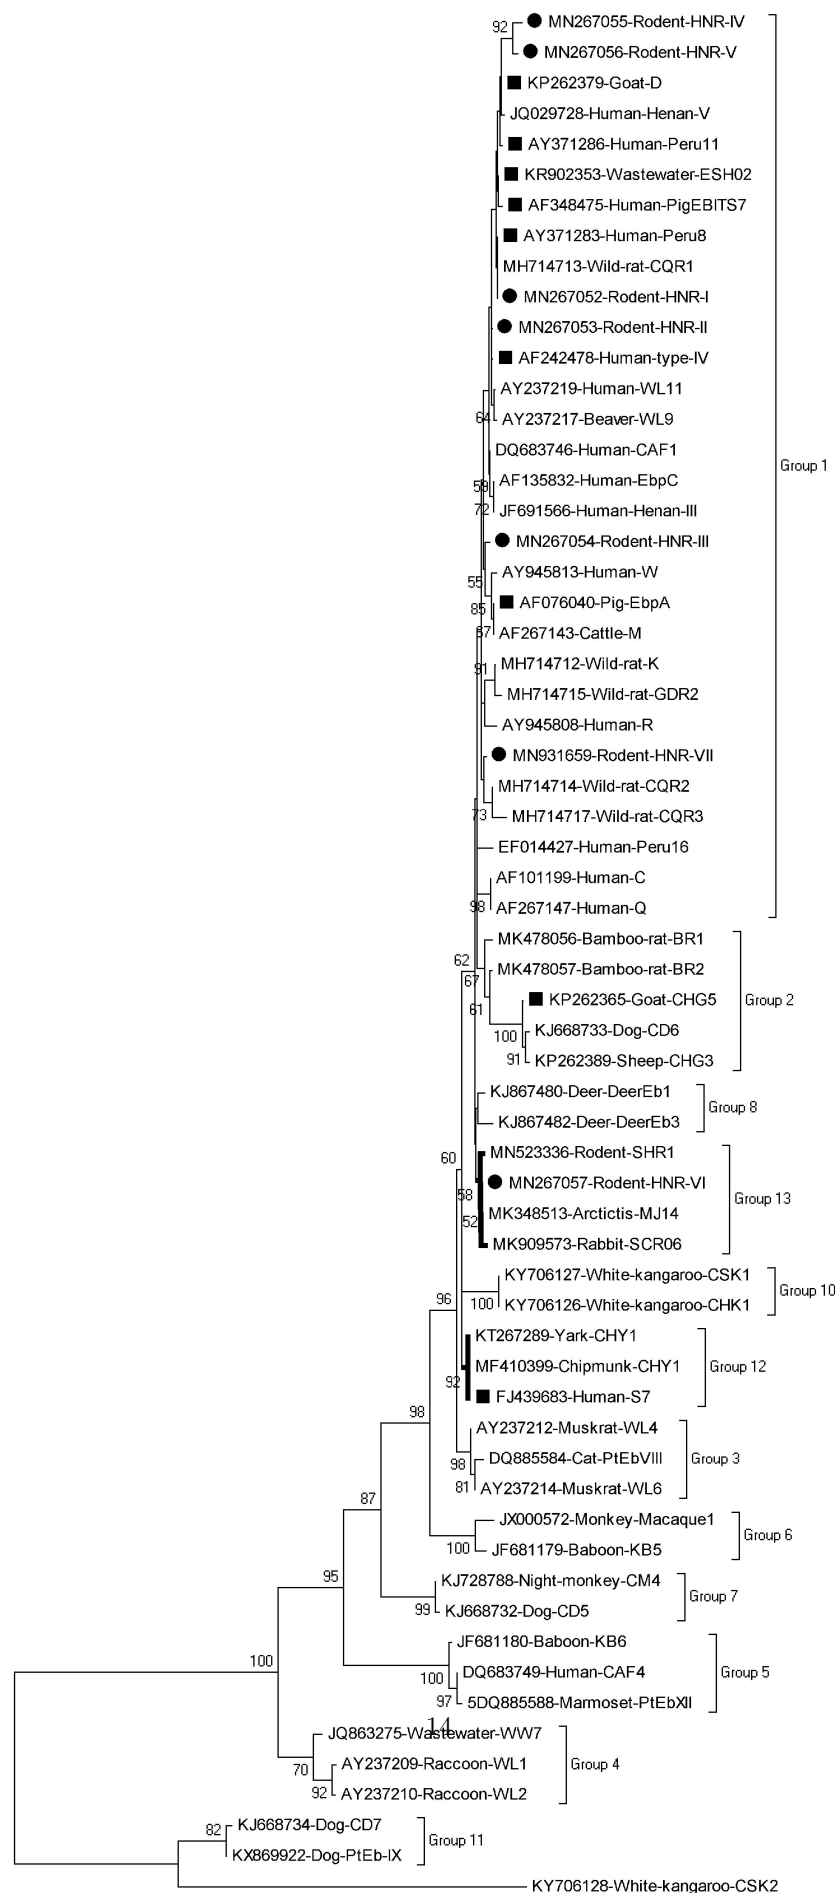 92
MN267055-Rodent-HNR-IV
MN267056-Rodent-HNR-V
KP262379-Goat-D
JQ029728-Human-Henan-V
AY371286-Human-Peru11
KR902353-Wastewater-ESH02
AF348475-Human-PigEBITS7
AY371283-Human-Peru8
MH714713-Wild-rat-CQR1
MN267052-Rodent-HNR-I
MN267053-Rodent-HNR-II
AF242478-Human-type-IV
AY237219-Human-WL11
64
AY237217-Beaver-WL9
DQ683746-Human-CAF1
Group 1
59
AF135832-Human-EbpC
72
JF691566-Human-Henan-III
MN267054-Rodent-HNR-III
55
AY945813-Human-W
85
AF076040-Pig-EbpA
67
AF267143-Cattle-M
91
MH714712-Wild-rat-K
MH714715-Wild-rat-GDR2
AY945808-Human-R
MN931659-Rodent-HNR-VII
MH714714-Wild-rat-CQR2
73
MH714717-Wild-rat-CQR3
EF014427-Human-Peru16
AF101199-Human-C
98
AF267147-Human-Q
MK478056-Bamboo-rat-BR1
62
MK478057-Bamboo-rat-BR2
67
61
KP262365-Goat-CHG5
Group 2
100
KJ668733-Dog-CD6
91
KP262389-Sheep-CHG3
KJ867480-Deer-DeerEb1
Group 8
KJ867482-Deer-DeerEb3
60
MN523336-Rodent-SHR1
58
MN267057-Rodent-HNR-VI
Group 13
52
MK348513-Arctictis-MJ14
MK909573-Rabbit-SCR06
KY706127-White-kangaroo-CSK1
Group 10
96
100
KY706126-White-kangaroo-CHK1
KT267289-Yark-CHY1
92
MF410399-Chipmunk-CHY1
Group 12
FJ439683-Human-S7
98
AY237212-Muskrat-WL4
98
DQ885584-Cat-PtEbVIII
Group 3
81
AY237214-Muskrat-WL6
87
JX000572-Monkey-Macaque1
Group 6
100
JF681179-Baboon-KB5
95
KJ728788-Night-monkey-CM4
Group 7
99
KJ668732-Dog-CD5
100
JF681180-Baboon-KB6
100
DQ683749-Human-CAF4
Group 5
97
5DQ885588-Marmoset-PtEbXII
14
JQ863275-Wastewater-WW7
70
AY237209-Raccoon-WL1
Group 4
92
AY237210-Raccoon-WL2
82
KJ668734-Dog-CD7
Group 11
KX869922-Dog-PtEb-IX
KY706128-White-kangaroo-CSK2